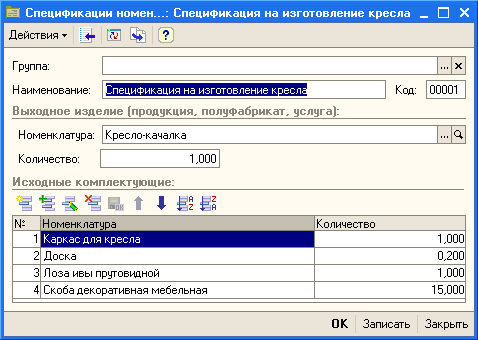 Спецификации номен...: Спецификация на изготовление кресла
Действия
Группа:
Наименование: Спецификация на изготовление кресла Код: 00001
Выходное изделие (продукция, полуфабрикат, услуга):
Номенклатура: Кресло-качалка
Количество: 1,000
Исходные комплектующие:
№ Номенклатура Количество
1 Каркас для кресла 1,000
2 Доска 0,200
3 Лоза ивы прутовидной 1,000
4 Скоба декоративная мебельная 15,000
OK Записать Закрыть